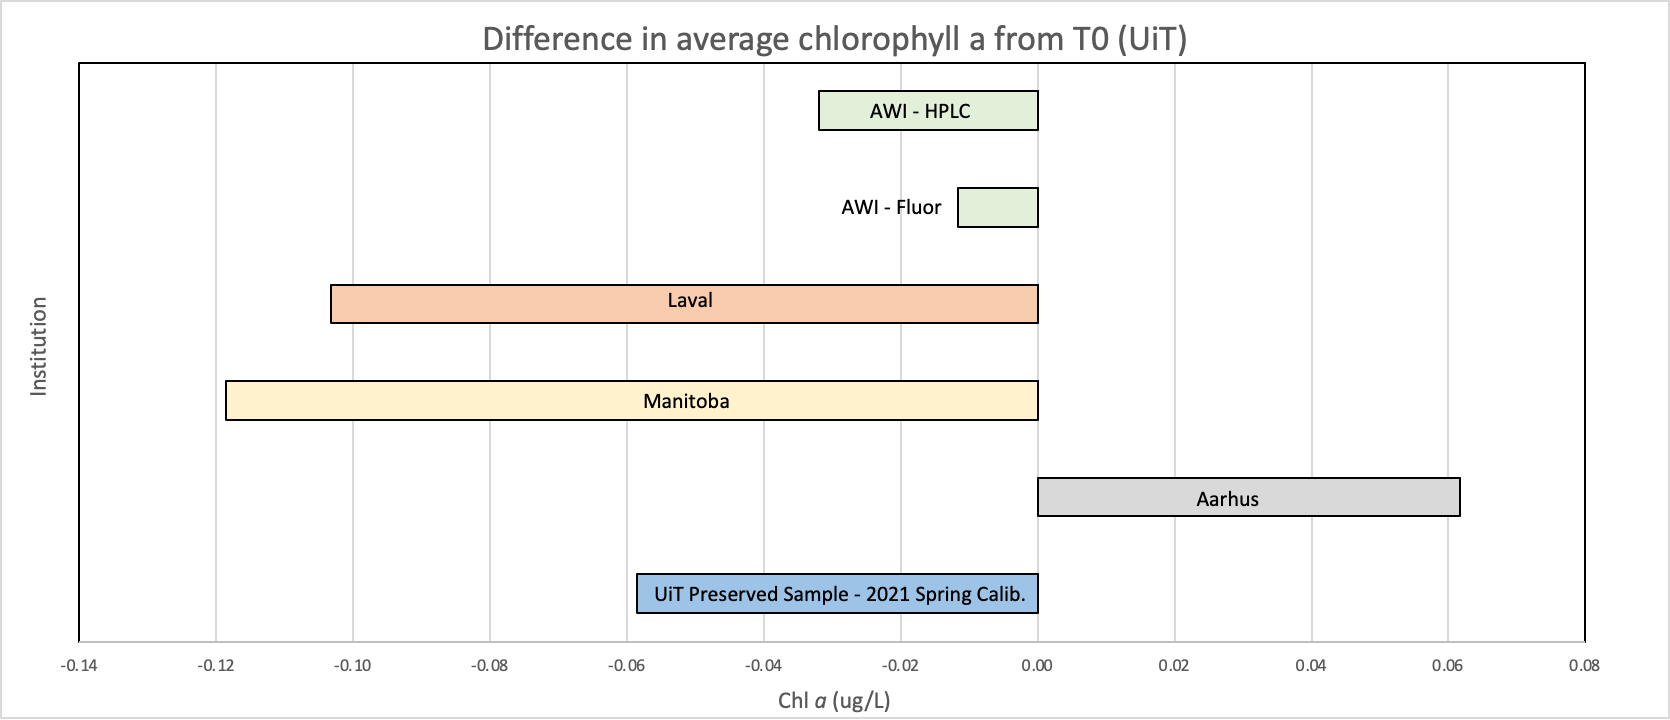 Difference in average chlorophyll a from T0 (UiT)
AWI - HPLC
AWI - Fluor
Laval
Institution
Manitoba
Aarhus
UiT Preserved Sample - 2021 Spring Calib.
-0.14 -0.12 -0.10 -0.08 -0.06 -0.04 -0.02 0.00 0.02 0.04 0.06 0.08
Chl a (ug/L)